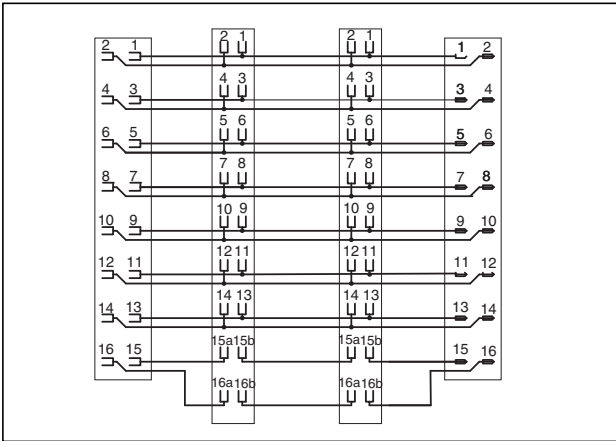 2 1 2 1 2 1 1 2
4 3 4 3 4 3 3 4
6 5 5 6 5 6 5 6
8 7 7 8 7 8 7 8
10 9 10 9 10 9 9 10
12 11 12 11 12 11 11 12
14 13 14 13 14 13 13 14
16 15 15a 15b 15a 15b 15 16
16a 16b 16a 16b